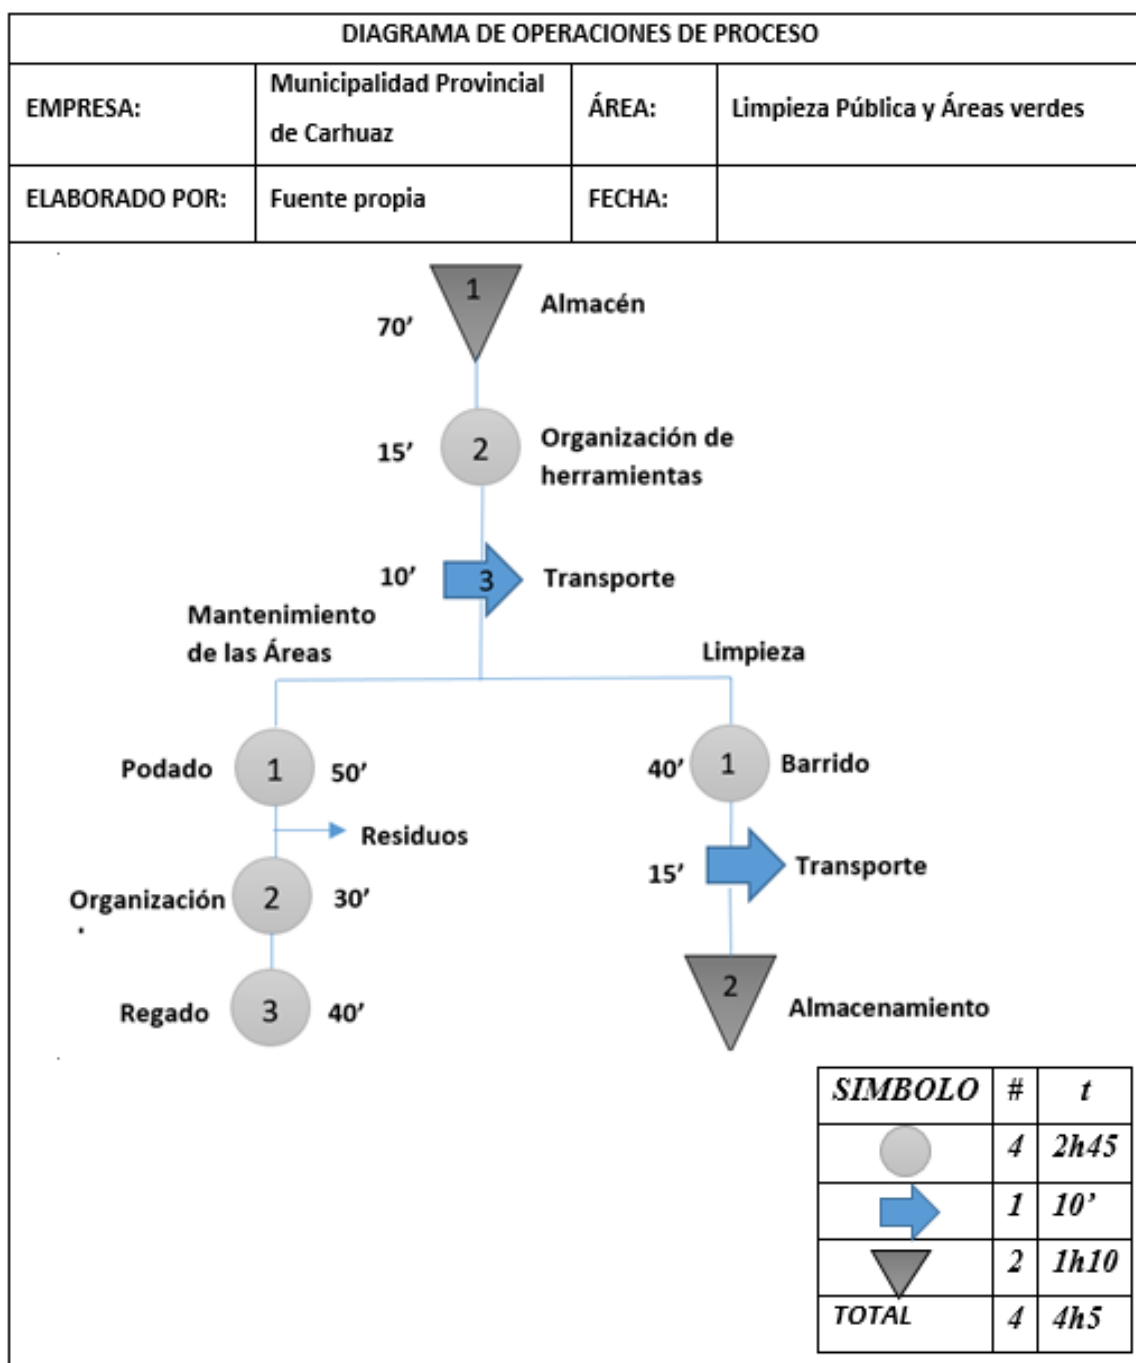 DIAGRAMA DE OPERACIONES DE PROCESO
EMPRESA:
Municipalidad Provincial
de Carhuaz
ÁREA:
Limpieza Pública y Áreas verdes
ELABORADO POR:
Fuente propia
FECHA:
1
Almacén
70’
2
15’
Organización de
herramientas
10’
3
Transporte
Mantenimiento
de las Áreas
Limpieza
Podado
1
50’
40’
1
Barrido
Residuos
15’
Transporte
Organización
2
30’
Regado
3
40’
2
Almacenamiento
SIMBOLO # t
4 2h45
1 10’
2 1h10
TOTAL 4 4h5